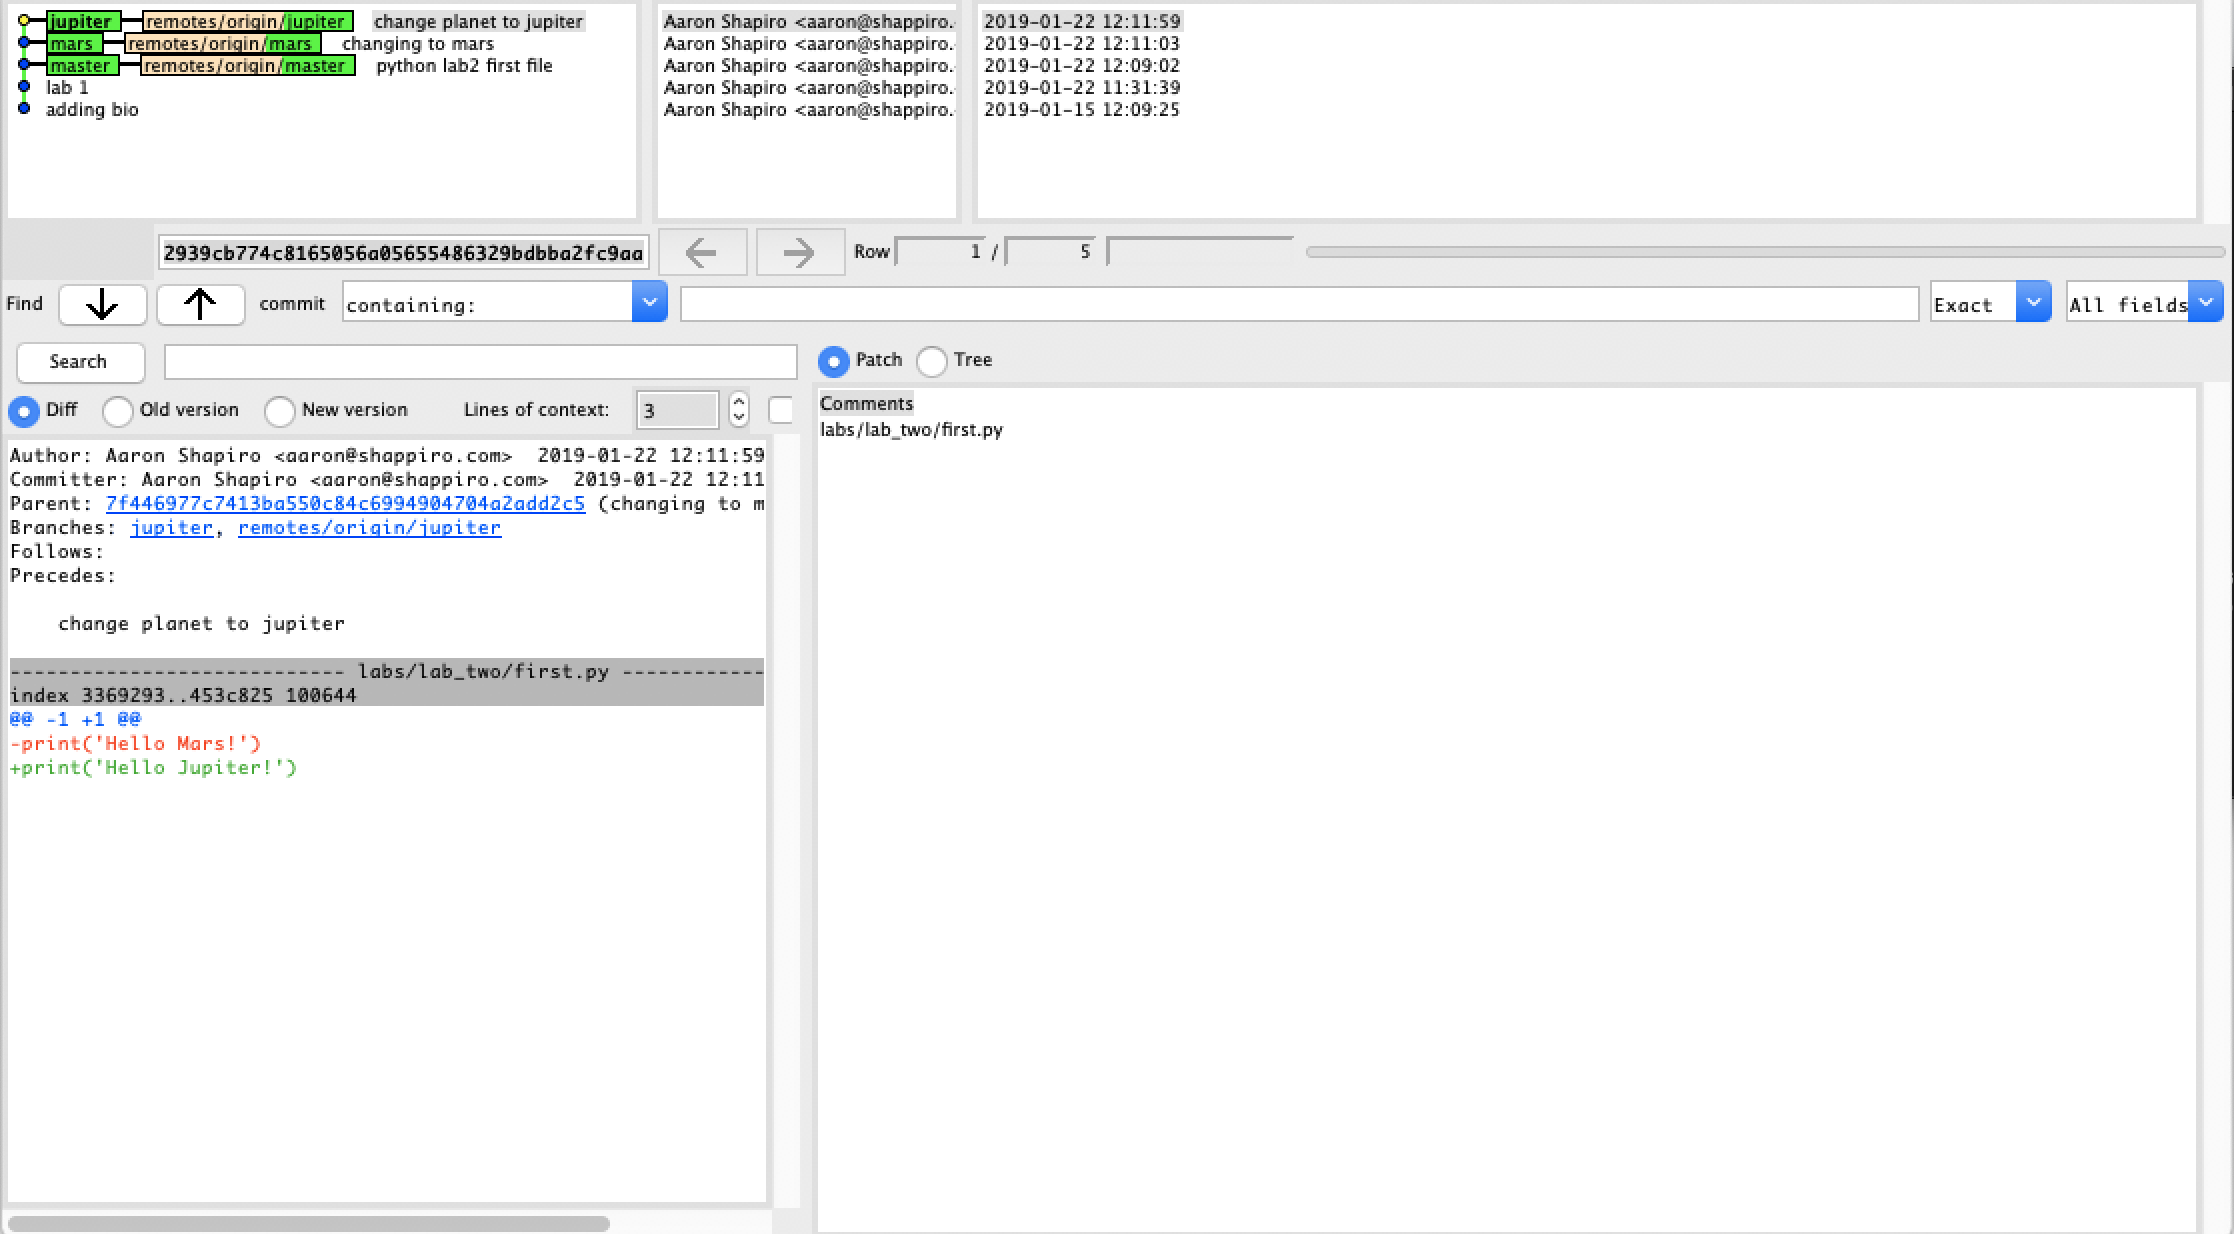 jupiter remotes/origin/jupiter change planet to jupiter Aaron Shapiro <aaron@shappiro. 2019-01-22 12:11:59
mars remotes/origin/mars changing to mars Aaron Shapiro <aaron@shappiro. 2019-01-22 12:11:03
master remotes/origin/master python lab2 first file Aaron Shapiro <aaron@shappiro. 2019-01-22 12:09:02
lab 1 Aaron Shapiro <aaron@shappiro. 2019-01-22 11:31:39
adding bio Aaron Shapiro <aaron@shappiro. 2019-01-15 12:09:25
2939cb774c8165056a05655486329bdbba2fc9aa Row 1 / 5
Find commit containing: Exact All fields
Search Patch Tree
Diff Old version New version Lines of context: 3
Comments
labs/lab_two/first.py
Author: Aaron Shapiro <aaron@shappiro.com> 2019-01-22 12:11:59
Committer: Aaron Shapiro <aaron@shappiro.com> 2019-01-22 12:11
Parent: 7f446977c7413ba550c84c6994904704a2add2c5 (changing to m
Branches: jupiter, remotes/origin/jupiter
Follows:
Precedes:
change planet to jupiter
---------------------------- labs/lab_two/first.py ------------
index 3369293..453c825 100644
@@ -1 +1 @@
-print('Hello Mars!')
+print('Hello Jupiter!')